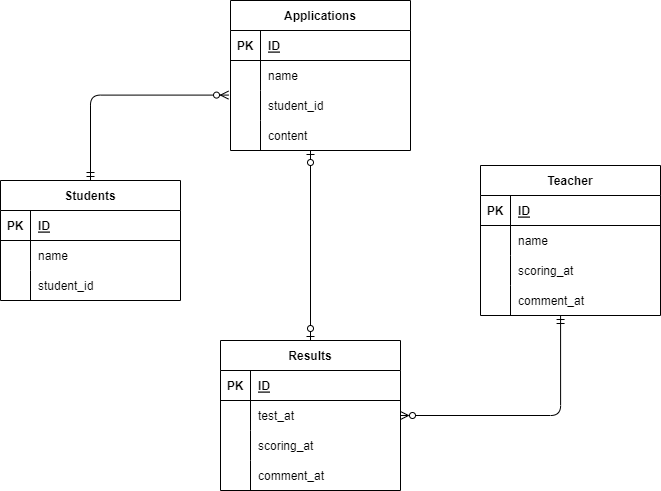 Applications
PK ID
name
student_id
content
Students
PK ID
name
student_id
Teacher
PK ID
name
scoring_at
comment_at
Results
PK ID
test_at
scoring_at
comment_at